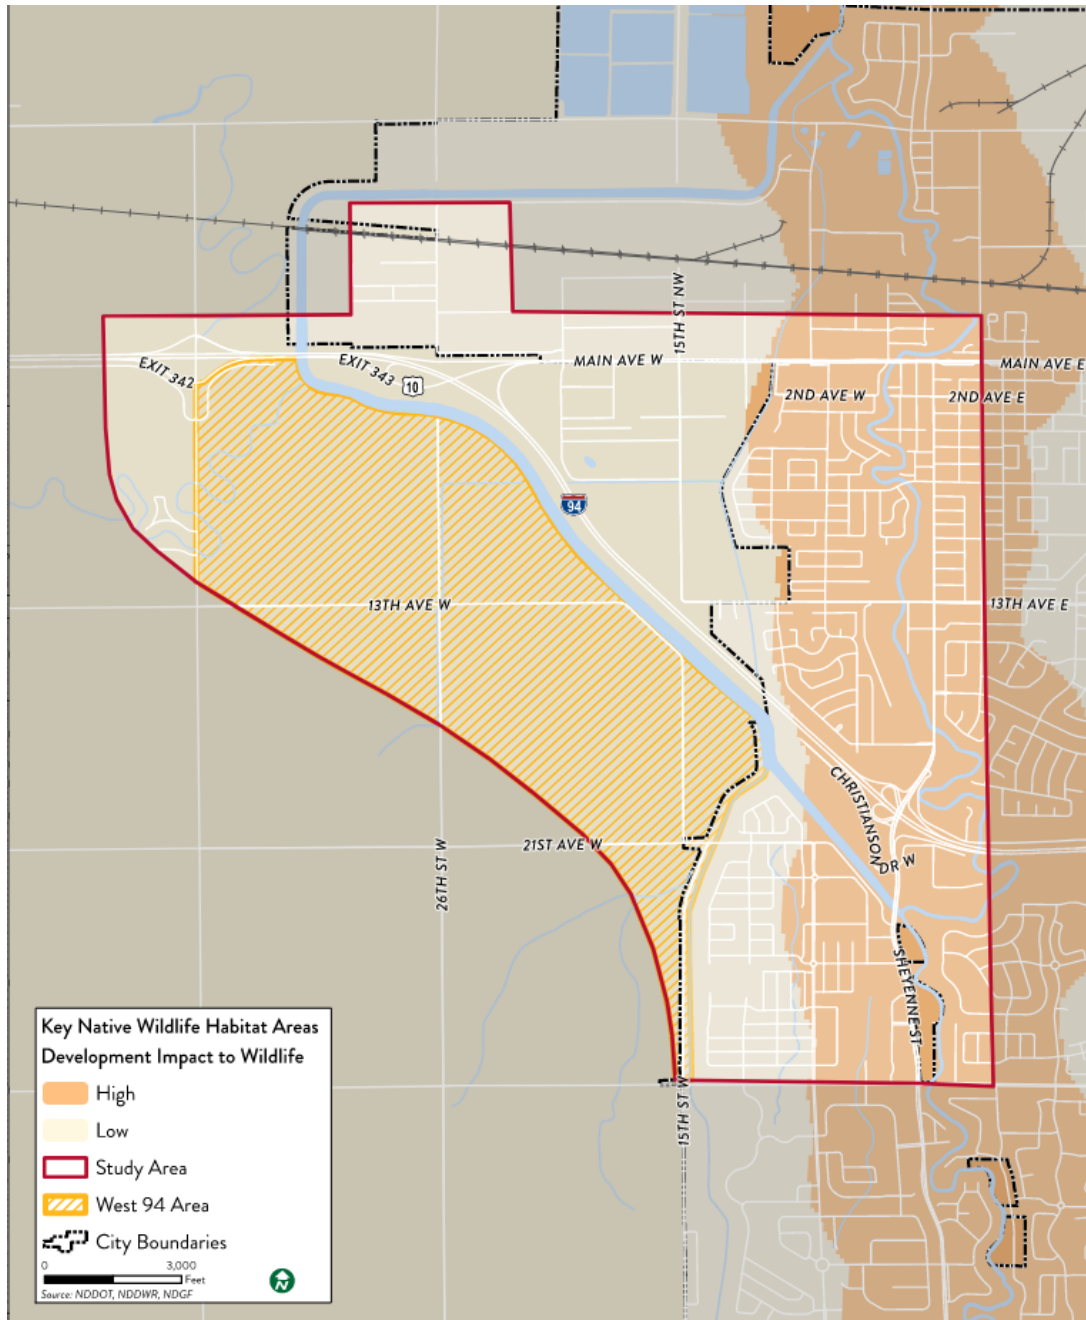 15TH ST NW
EXIT 342
EXIT 343
10
MAIN AVE W
MAIN AVE E
2ND AVE W
2ND AVE E
94
13TH AVE W
13TH AVE E
CHRISTIANSON
DR W
21ST AVE W
26TH ST W
SHEYENNE ST
15TH ST W
Key Native Wildlife Habitat Areas
Development Impact to Wildlife
High
Low
Study Area
West 94 Area
City Boundaries
0 3,000
Feet
N
Source: NDDOT, NDDWR, NDGF